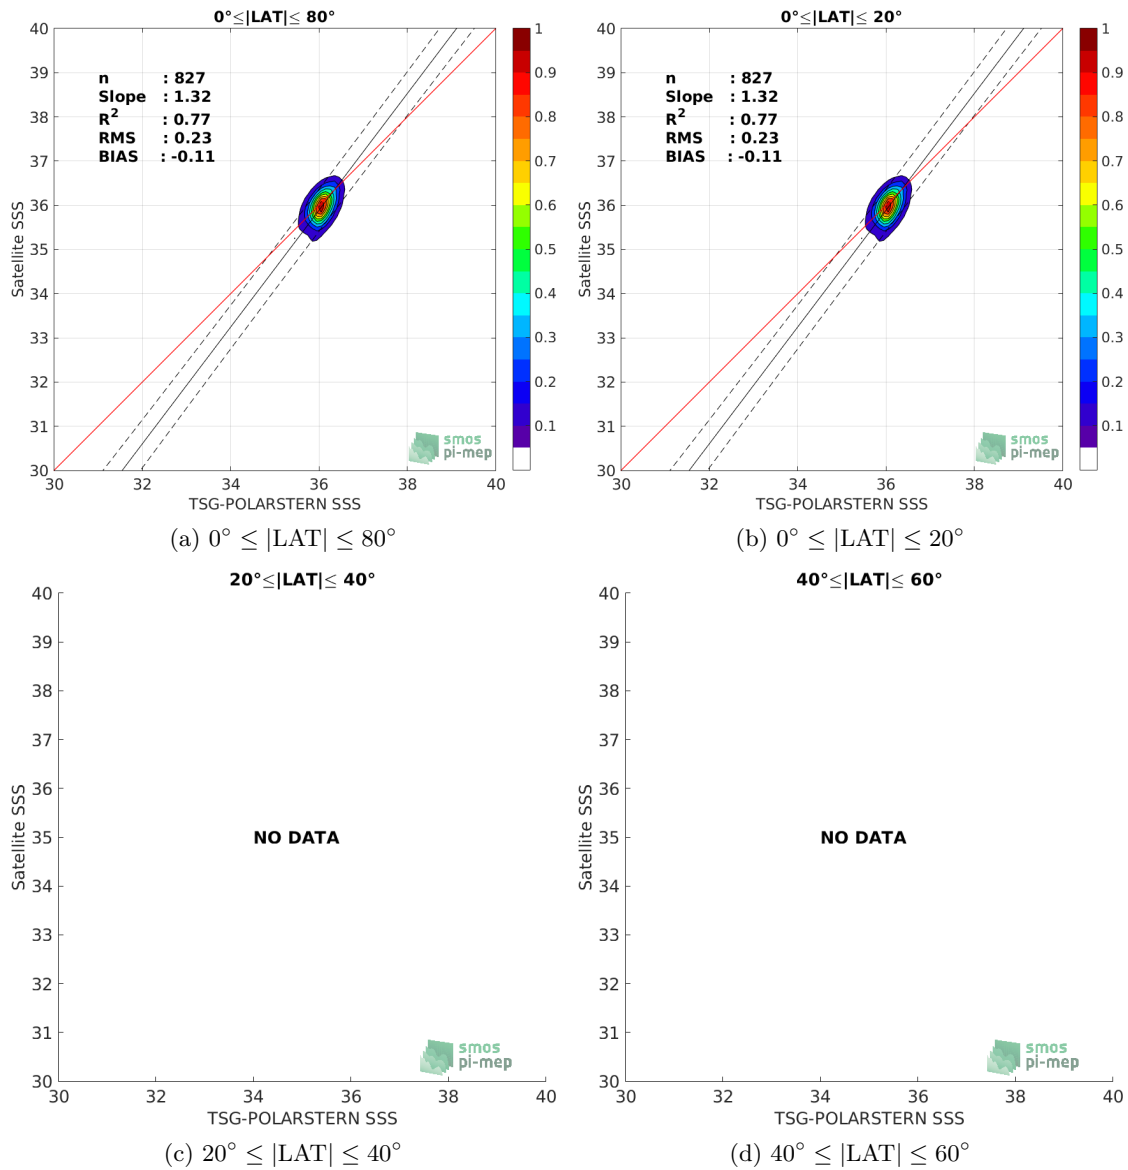 0°≤|LAT|≤ 80°
40
39
38
37
36
35
34
33
32
31
30
n : 827
Slope : 1.32
R² : 0.77
RMS : 0.23
BIAS : -0.11
Satellite SSS
smos
pi-mep
30 32 34 36 38 40
TSG-POLARSTERN SSS
1
0.9
0.8
0.7
0.6
0.5
0.4
0.3
0.2
0.1
(a) 0° ≤ |LAT| ≤ 80°
0°≤|LAT|≤ 20°
40
39
38
37
36
35
34
33
32
31
30
n : 827
Slope : 1.32
R² : 0.77
RMS : 0.23
BIAS : -0.11
Satellite SSS
smos
pi-mep
30 32 34 36 38 40
TSG-POLARSTERN SSS
1
0.9
0.8
0.7
0.6
0.5
0.4
0.3
0.2
0.1
(b) 0° ≤ |LAT| ≤ 20°
20°≤|LAT|≤ 40°
40
39
38
37
36
35
34
33
32
31
30
Satellite SSS
NO DATA
smos
pi-mep
30 32 34 36 38 40
TSG-POLARSTERN SSS
(c) 20° ≤ |LAT| ≤ 40°
40°≤|LAT|≤ 60°
40
39
38
37
36
35
34
33
32
31
30
Satellite SSS
NO DATA
smos
pi-mep
30 32 34 36 38 40
TSG-POLARSTERN SSS
(d) 40° ≤ |LAT| ≤ 60°